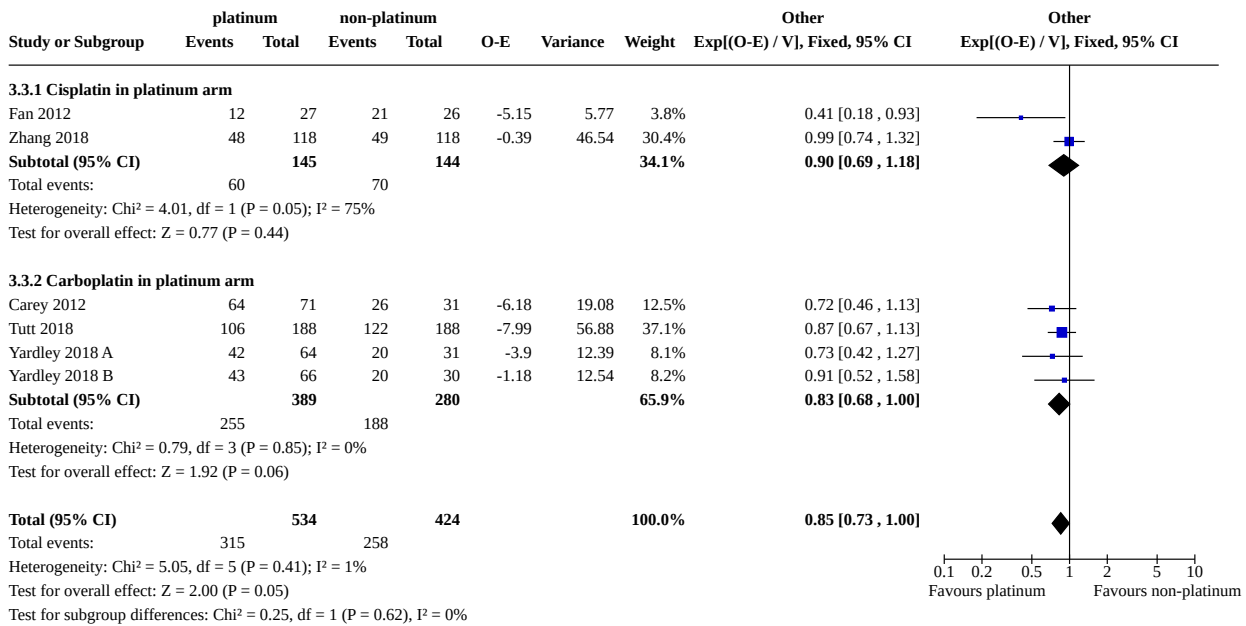 platinum non-platinum Other Other
Study or Subgroup Events Total Events Total O-E Variance Weight Exp[(O-E) / V], Fixed, 95% CI Exp[(O-E) / V], Fixed, 95% CI
3.3.1 Cisplatin in platinum arm
Fan 2012 12 27 21 26 -5.15 5.77 3.8% 0.41 [0.18 , 0.93]
Zhang 2018 48 118 49 118 -0.39 46.54 30.4% 0.99 [0.74 , 1.32]
Subtotal (95% CI) 145 144 34.1% 0.90 [0.69 , 1.18]
Total events: 60 70
Heterogeneity: Chi² = 4.01, df = 1 (P = 0.05); I² = 75%
Test for overall effect: Z = 0.77 (P = 0.44)
3.3.2 Carboplatin in platinum arm
Carey 2012 64 71 26 31 -6.18 19.08 12.5% 0.72 [0.46 , 1.13]
Tutt 2018 106 188 122 188 -7.99 56.88 37.1% 0.87 [0.67 , 1.13]
Yardley 2018 A 42 64 20 31 -3.9 12.39 8.1% 0.73 [0.42 , 1.27]
Yardley 2018 B 43 66 20 30 -1.18 12.54 8.2% 0.91 [0.52 , 1.58]
Subtotal (95% CI) 389 280 65.9% 0.83 [0.68 , 1.00]
Total events: 255 188
Heterogeneity: Chi² = 0.79, df = 3 (P = 0.85); I² = 0%
Test for overall effect: Z = 1.92 (P = 0.06)
Total (95% CI) 534 424 100.0% 0.85 [0.73 , 1.00]
Total events: 315 258
Heterogeneity: Chi² = 5.05, df = 5 (P = 0.41); I² = 1%
0.1 0.2 0.5 1 2 5 10
Test for overall effect: Z = 2.00 (P = 0.05) Favours platinum Favours non-platinum
Test for subgroup differences: Chi² = 0.25, df = 1 (P = 0.62), I² = 0%